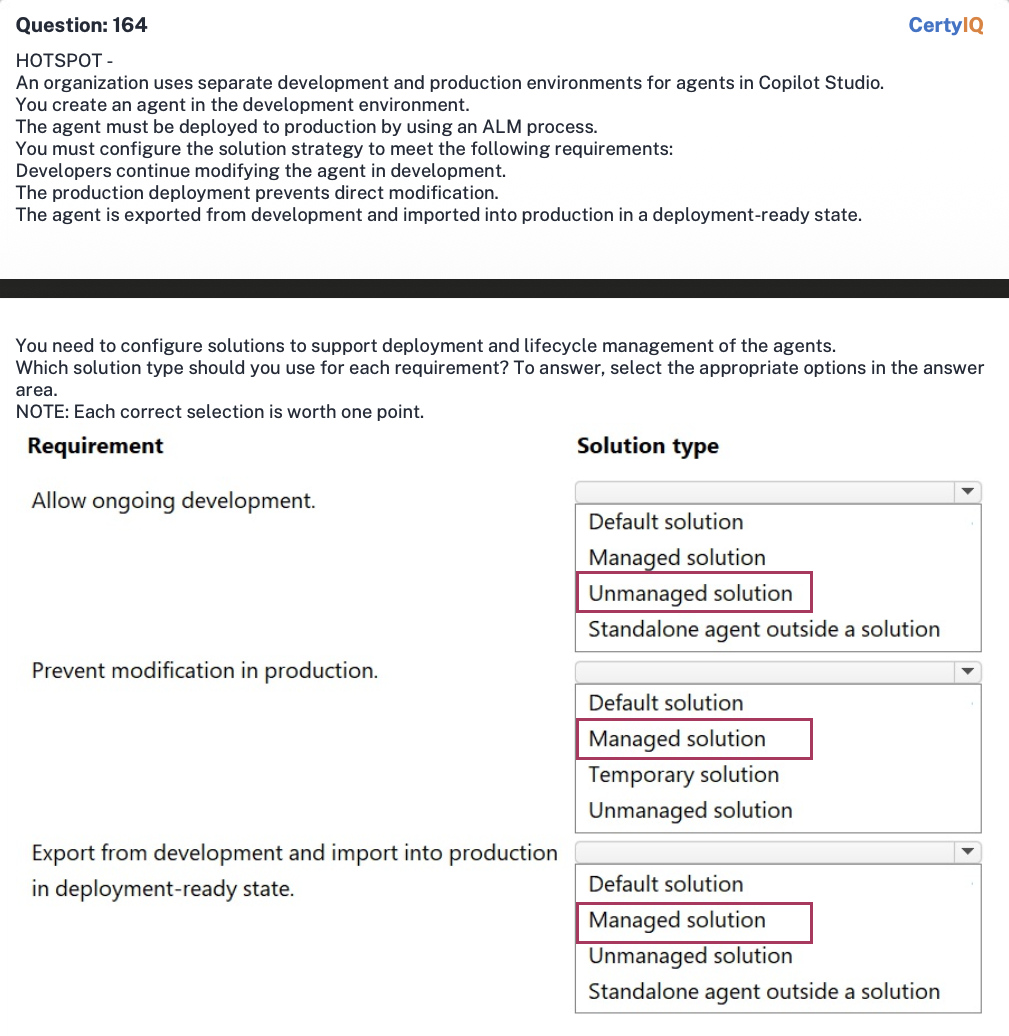 Question: 164
CertyIQ
HOTSPOT -
An organization uses separate development and production environments for agents in Copilot Studio.
You create an agent in the development environment.
The agent must be deployed to production by using an ALM process.
You must configure the solution strategy to meet the following requirements:
Developers continue modifying the agent in development.
The production deployment prevents direct modification.
The agent is exported from development and imported into production in a deployment-ready state.
You need to configure solutions to support deployment and lifecycle management of the agents.
Which solution type should you use for each requirement? To answer, select the appropriate options in the answer
area.
NOTE: Each correct selection is worth one point.
Requirement
Solution type
Allow ongoing development.
Default solution
Managed solution
Unmanaged solution
Standalone agent outside a solution
Prevent modification in production.
Default solution
Managed solution
Temporary solution
Unmanaged solution
Export from development and import into production
in deployment-ready state.
Default solution
Managed solution
Unmanaged solution
Standalone agent outside a solution